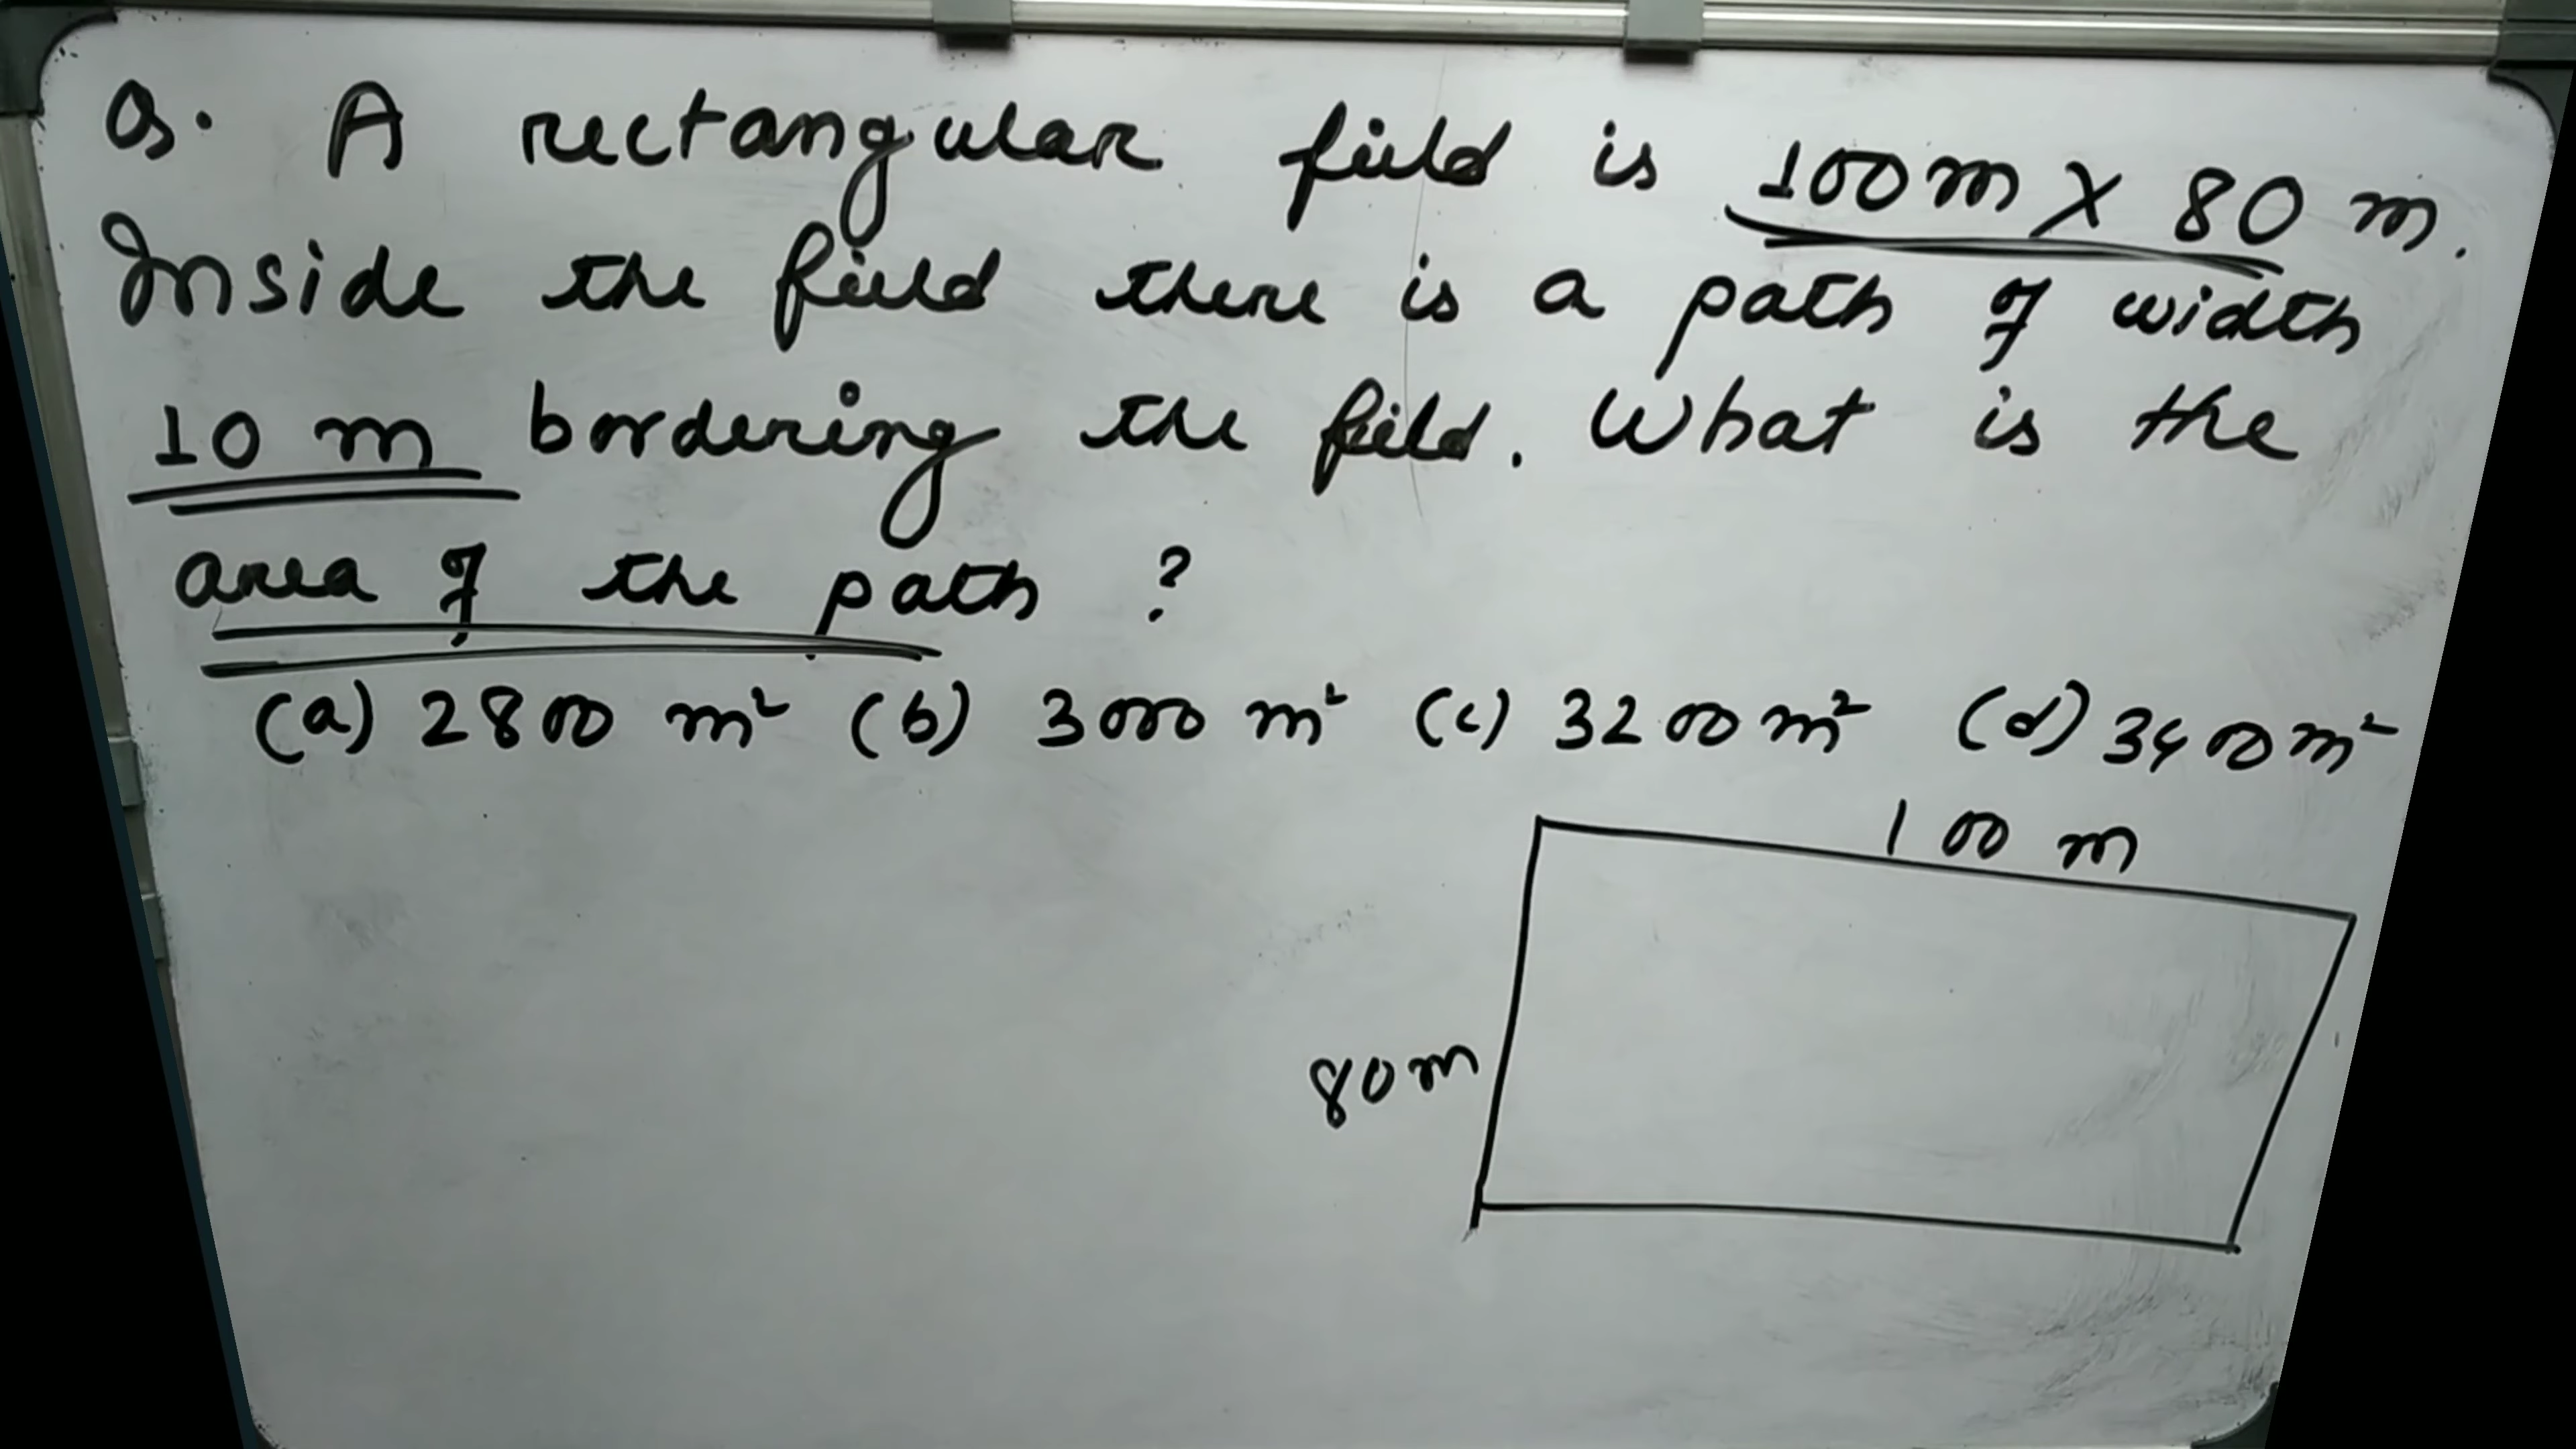 Q. A rectangular field is 100m X 80 m.
Inside the field there is a path of width
10 m bordering the field. What is the
area of the path ?
(a) 2800 m² (b) 3000 m² (c) 3200 m² (d) 3400 m²
100 m
80 m